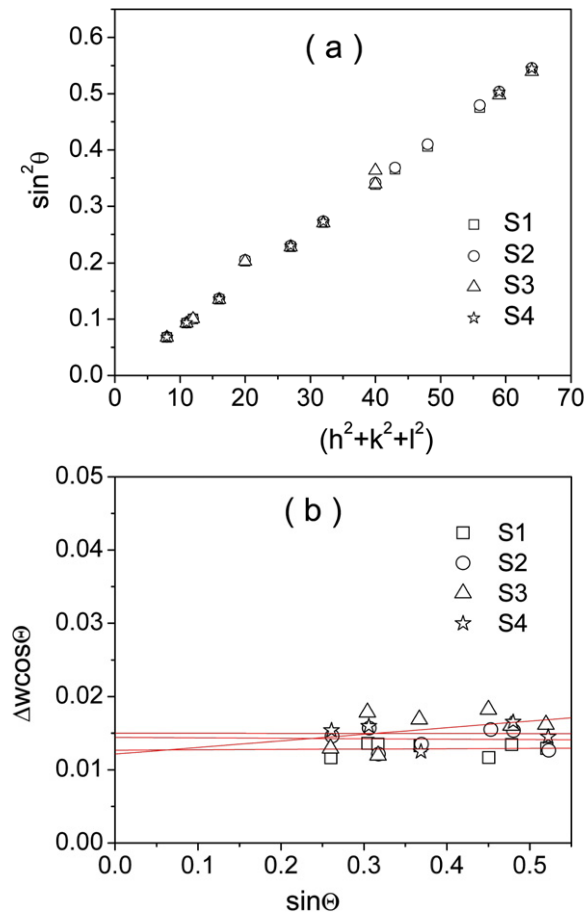 ( a )
0.6
0.5
0.4
0.3
0.2
0.1
0.0
sin²θ
S1
S2
S3
S4
0 10 20 30 40 50 60 70
(h²+k²+l²)
( b )
0.05
0.04
0.03
0.02
0.01
0.00
ΔwcosΘ
S1
S2
S3
S4
0.0 0.1 0.2 0.3 0.4 0.5
sinΘ